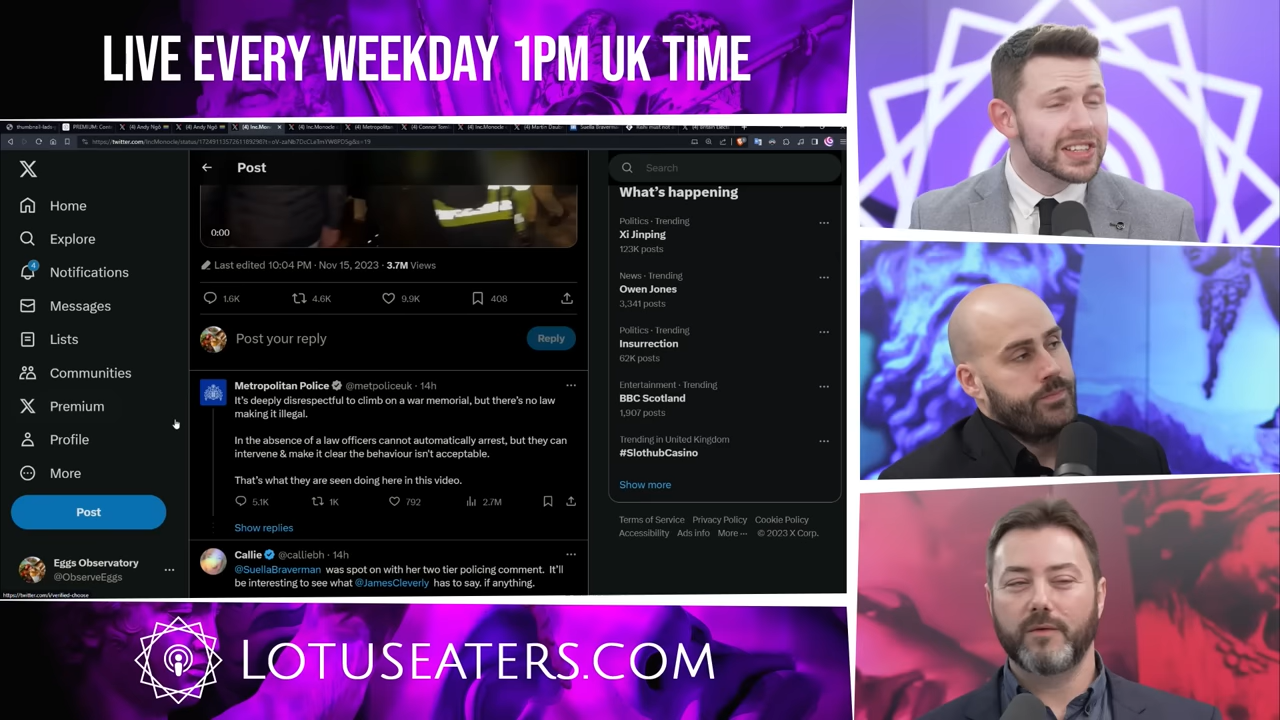 LIVE EVERY WEEKDAY 1PM UK TIME
Home
Explore
4
Notifications
Messages
Lists
Communities
Premium
Profile
More
Post
Eggs Observatory
@ObserveEggs
https://twitter.com/i/verified-choose
Post
0:00
Last edited 10:04 PM · Nov 15, 2023 · 3.7M Views
1.6K 4.6K 9.9K 408
Post your reply
Reply
Metropolitan Police @metpoliceuk · 14h
It's deeply disrespectful to climb on a war memorial, but there's no law
making it illegal.
In the absence of a law officers cannot automatically arrest, but they can
intervene & make it clear the behaviour isn't acceptable.
That's what they are seen doing here in this video.
5.1K 1K 792 2.7M
Show replies
Callie @calliebh · 14h
@SuellaBraverman was spot on with her two tier policing comment. It'll
be interesting to see what @JamesCleverly has to say. if anything.
Search
What's happening
Politics · Trending
Xi Jinping
123K posts
News · Trending
Owen Jones
3,341 posts
Politics · Trending
Insurrection
62K posts
Entertainment · Trending
BBC Scotland
1,907 posts
Trending in United Kingdom
#SlothubCasino
Show more
Terms of Service Privacy Policy Cookie Policy
Accessibility Ads info More ··· © 2023 X Corp.
LOTUSEATERS.COM